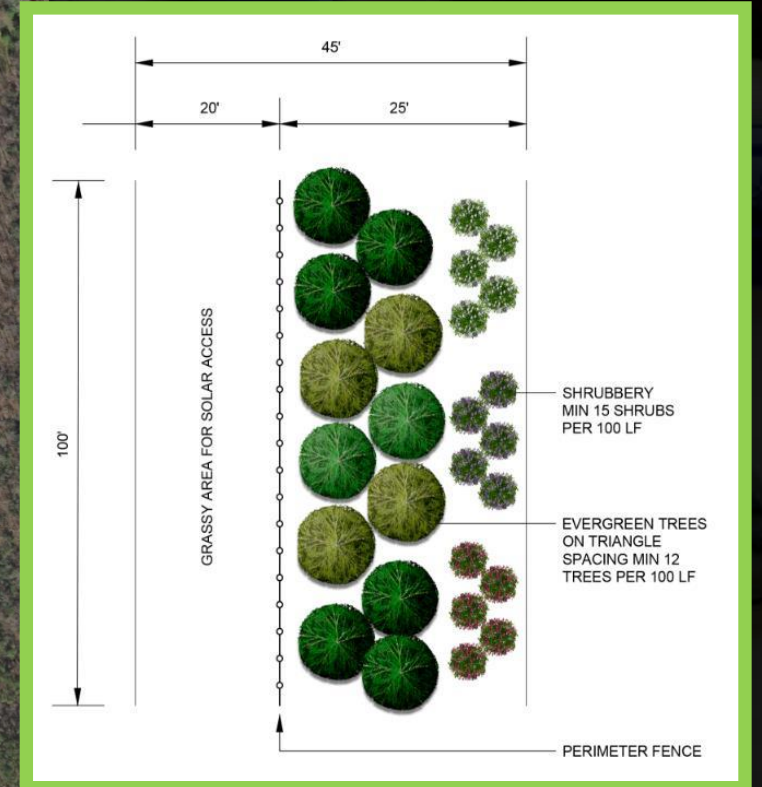 45'
20'
25'
100'
GRASSY AREA FOR SOLAR ACCESS
SHRUBBERY
MIN 15 SHRUBS
PER 100 LF
EVERGREEN TREES
ON TRIANGLE
SPACING MIN 12
TREES PER 100 LF
PERIMETER FENCE